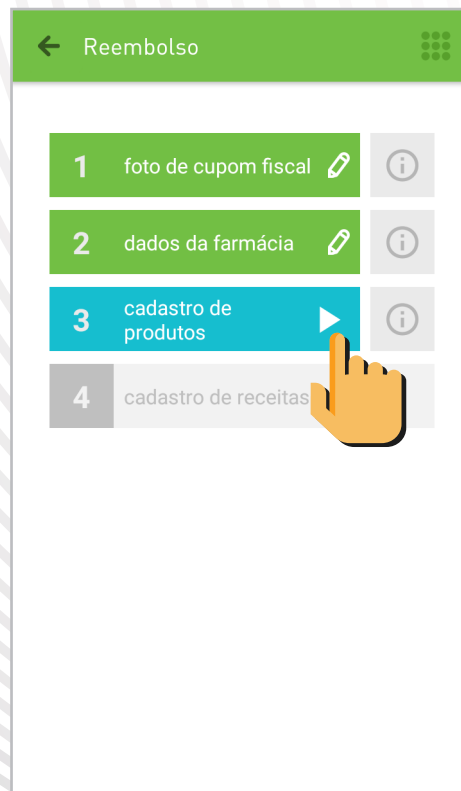 Reembolso
1 foto de cupom fiscal
2 dados da farmácia
3 cadastro de
produtos
4 cadastro de receitas